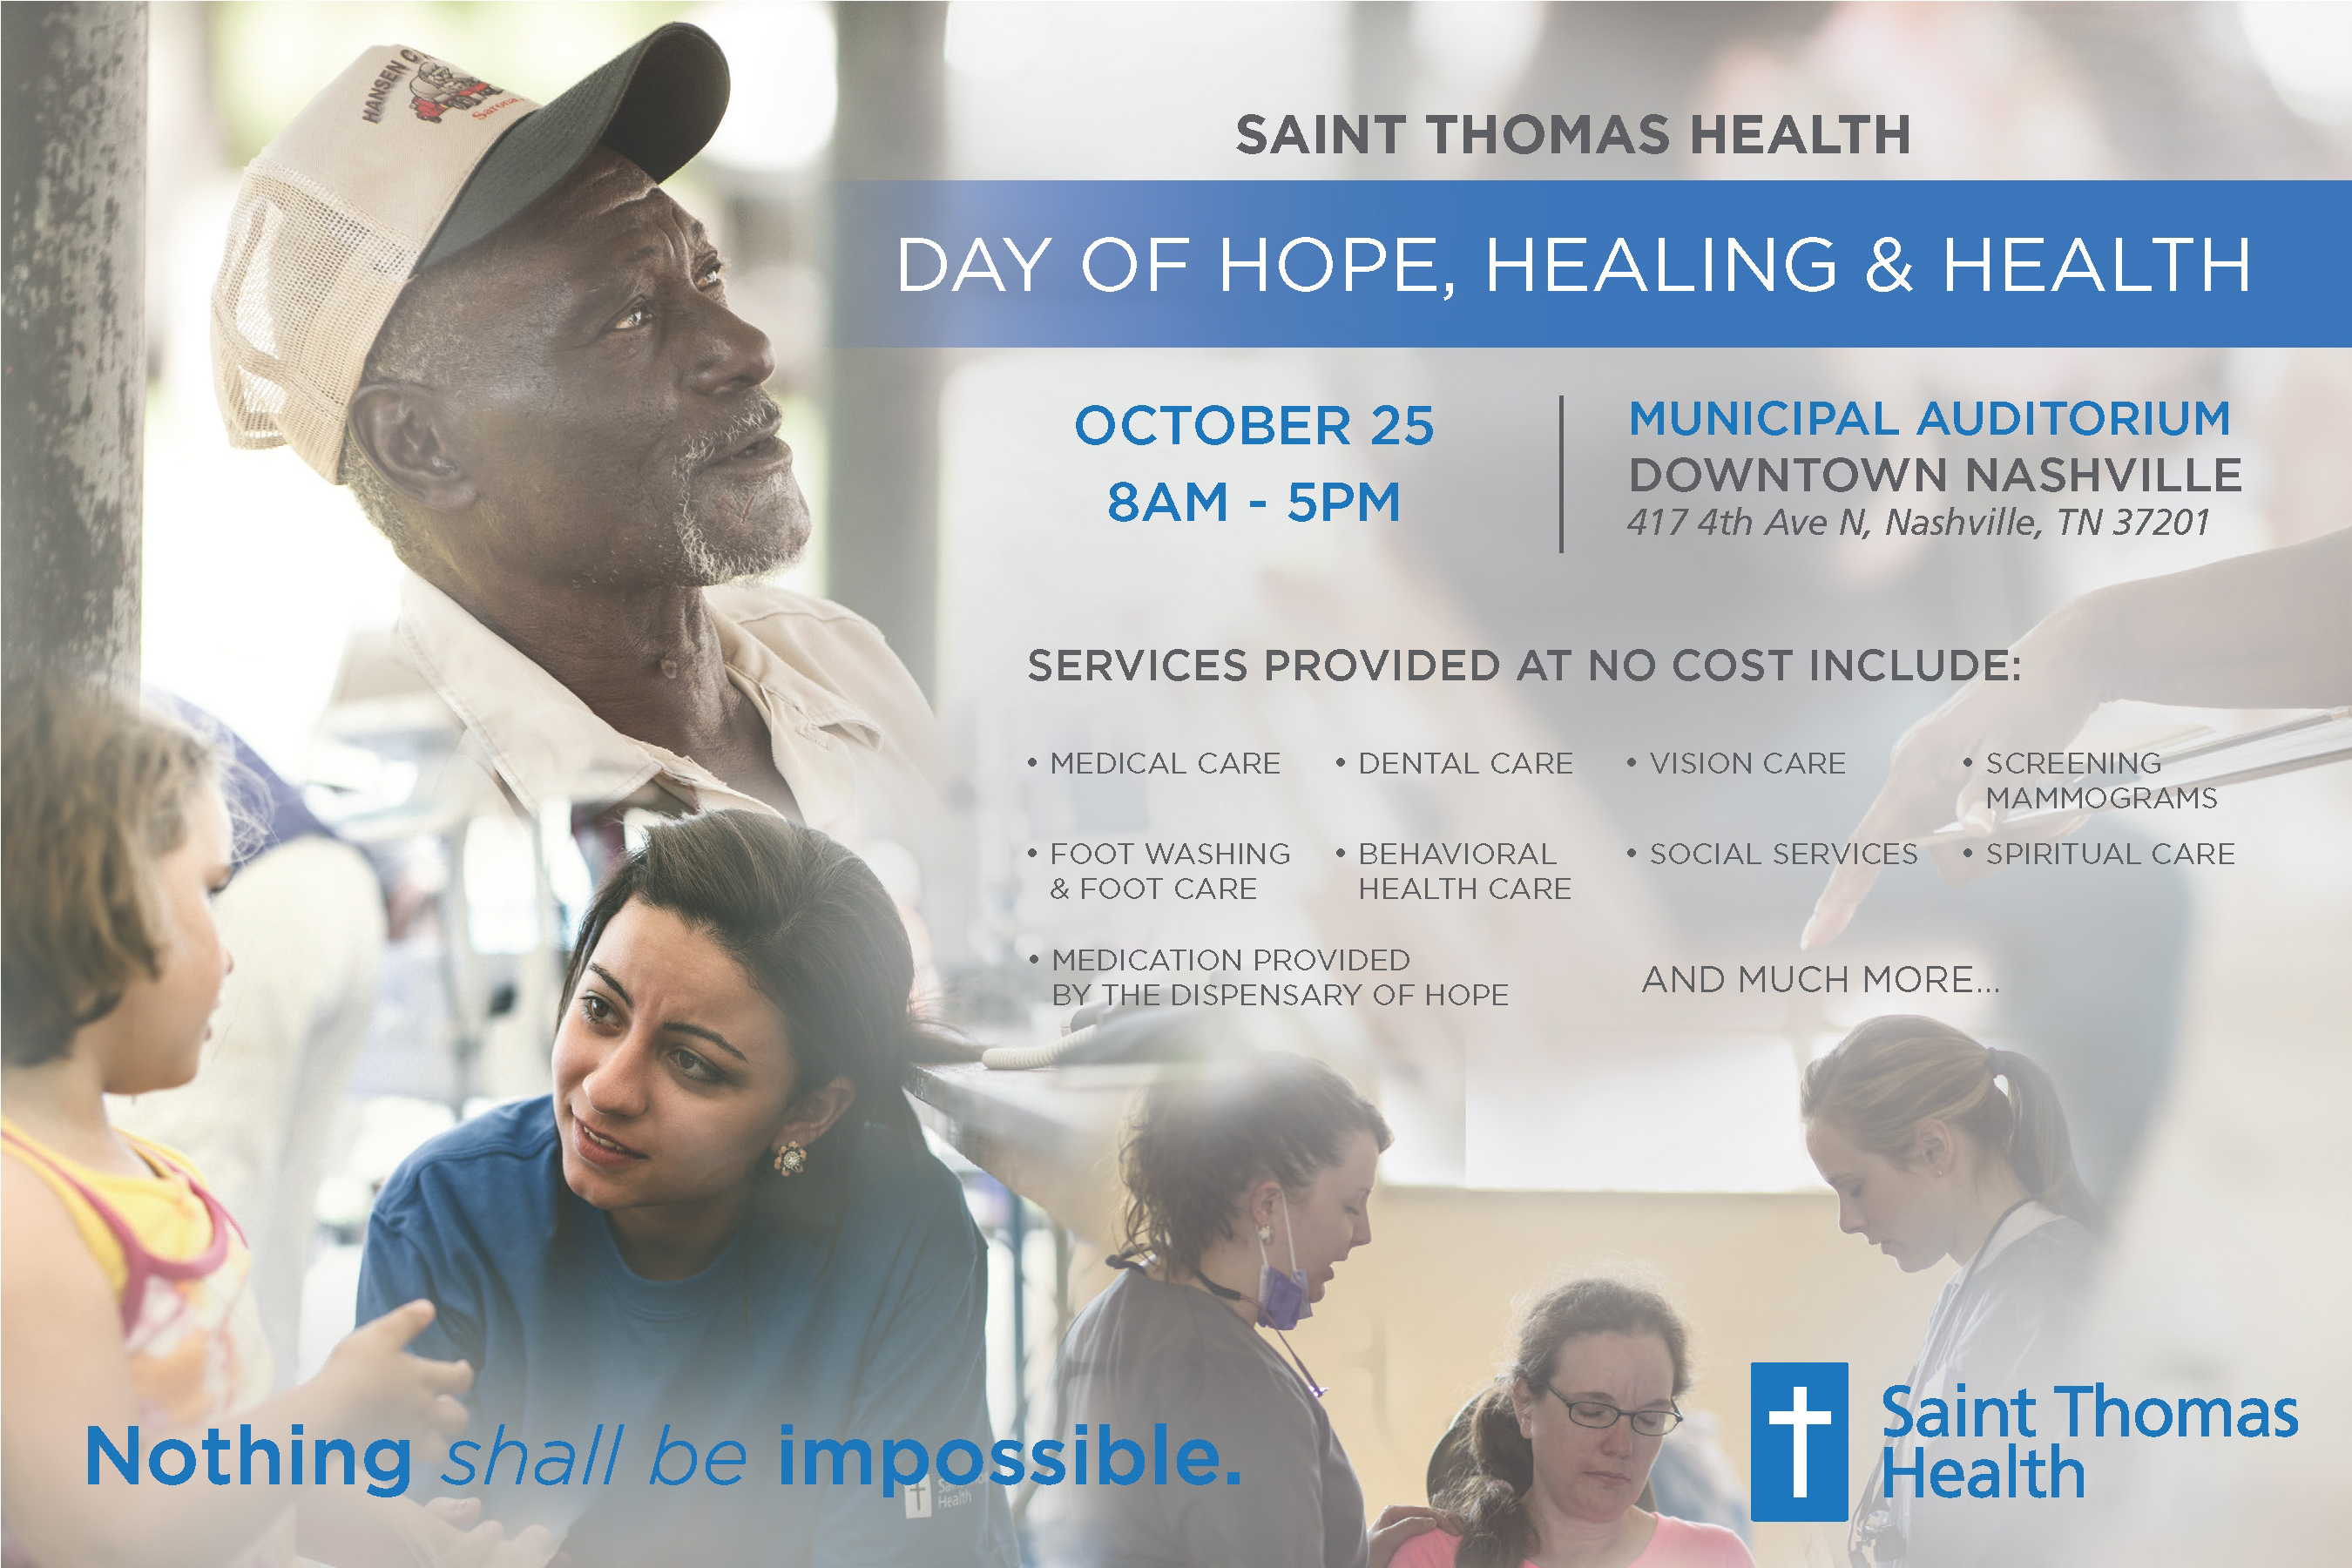 HANSEN
SAINT THOMAS HEALTH
DAY OF HOPE, HEALING & HEALTH
OCTOBER 25
8AM - 5PM
MUNICIPAL AUDITORIUM
DOWNTOWN NASHVILLE
417 4th Ave N, Nashville, TN 37201
SERVICES PROVIDED AT NO COST INCLUDE:
• MEDICAL CARE
• DENTAL CARE
• VISION CARE
• SCREENING
MAMMOGRAMS
• FOOT WASHING
& FOOT CARE
• BEHAVIORAL
HEALTH CARE
• SOCIAL SERVICES
• SPIRITUAL CARE
• MEDICATION PROVIDED
BY THE DISPENSARY OF HOPE
AND MUCH MORE...
Nothing shall be impossible.
Health
Saint Thomas
Health